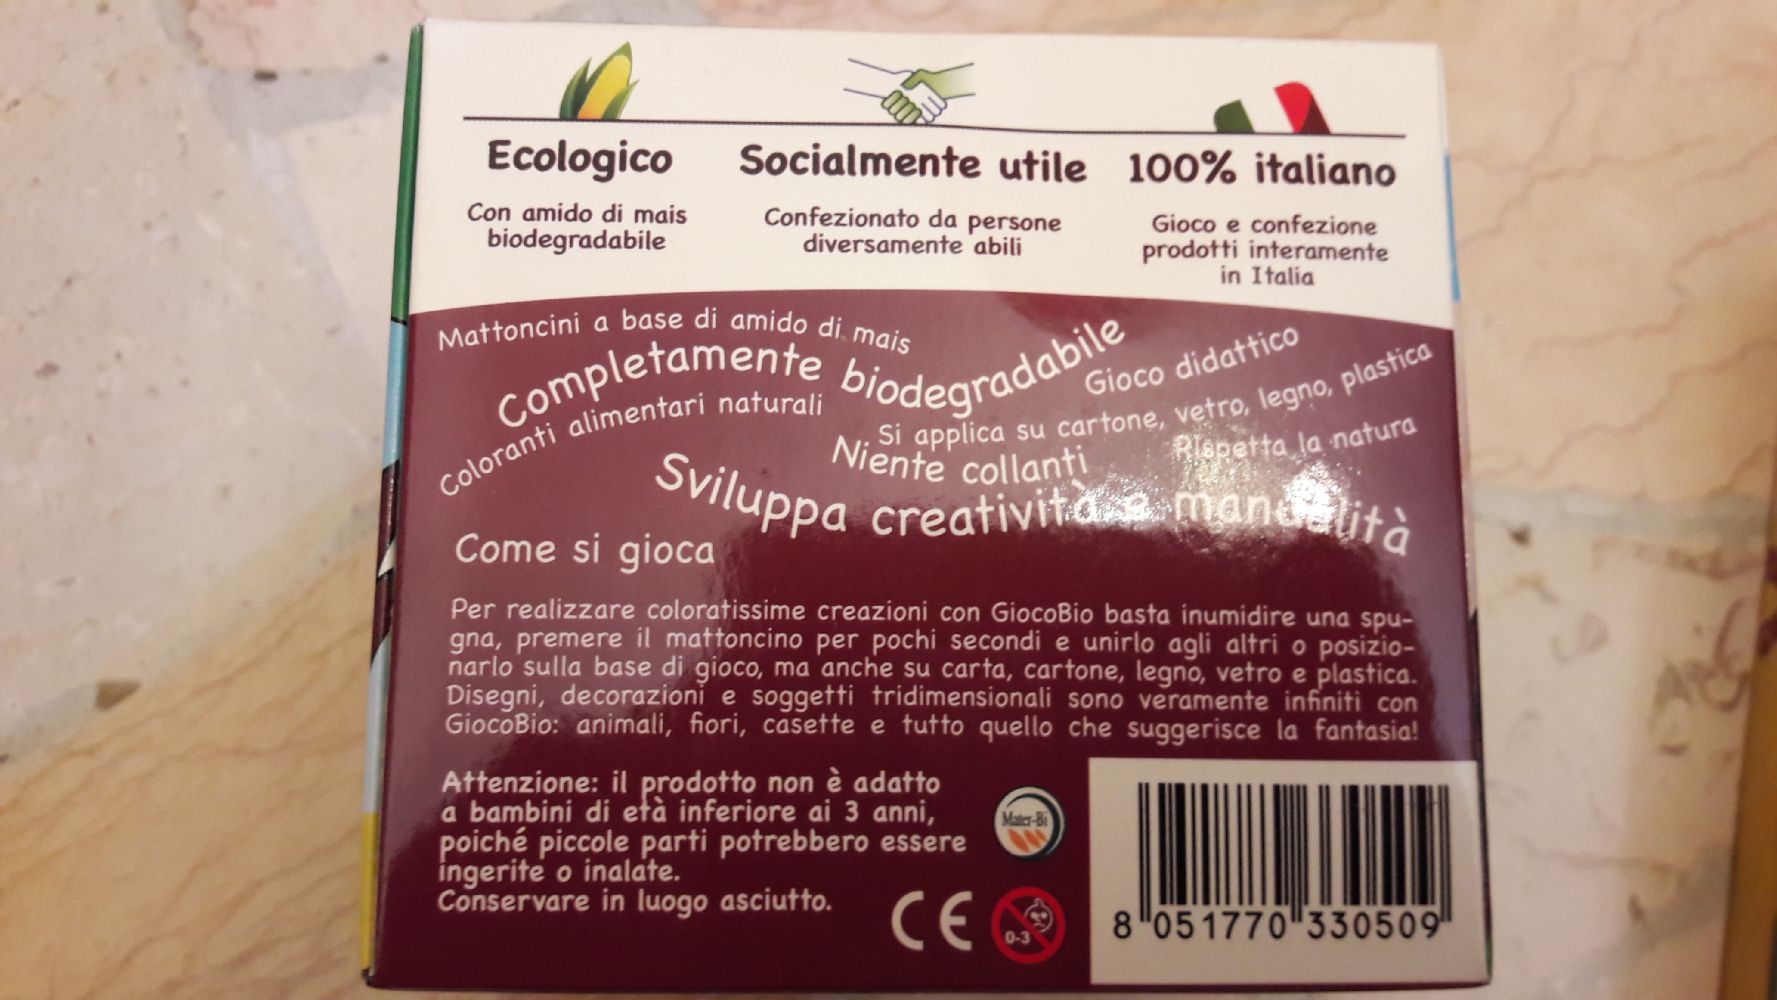 Ecologico
Socialmente utile
100% italiano
Con amido di mais
biodegradabile
Confezionato da persone
diversamente abili
Gioco e confezione
prodotti interamente
in Italia
Mattoncini a base di amido di mais
Completamente biodegradabile
Gioco didattico
Coloranti alimentari naturali
Si applica su cartone, vetro, legno, plastica
Niente collanti
Rispetta la natura
Sviluppa creatività e manualità
Come si gioca
Per realizzare coloratissime creazioni con GiocoBio basta inumidire una spu-
gna, premere il mattoncino per pochi secondi e unirlo agli altri o posizio-
narlo sulla base di gioco, ma anche su carta, cartone, legno, vetro e plastica.
Disegni, decorazioni e soggetti tridimensionali sono veramente infiniti con
GiocoBio: animali, fiori, casette e tutto quello che suggerisce la fantasia!
Attenzione: il prodotto non è adatto
a bambini di età inferiore ai 3 anni,
poiché piccole parti potrebbero essere
ingerite o inalate.
Conservare in luogo asciutto.
Mater-Bi
CE
0-3
8 051770 330509